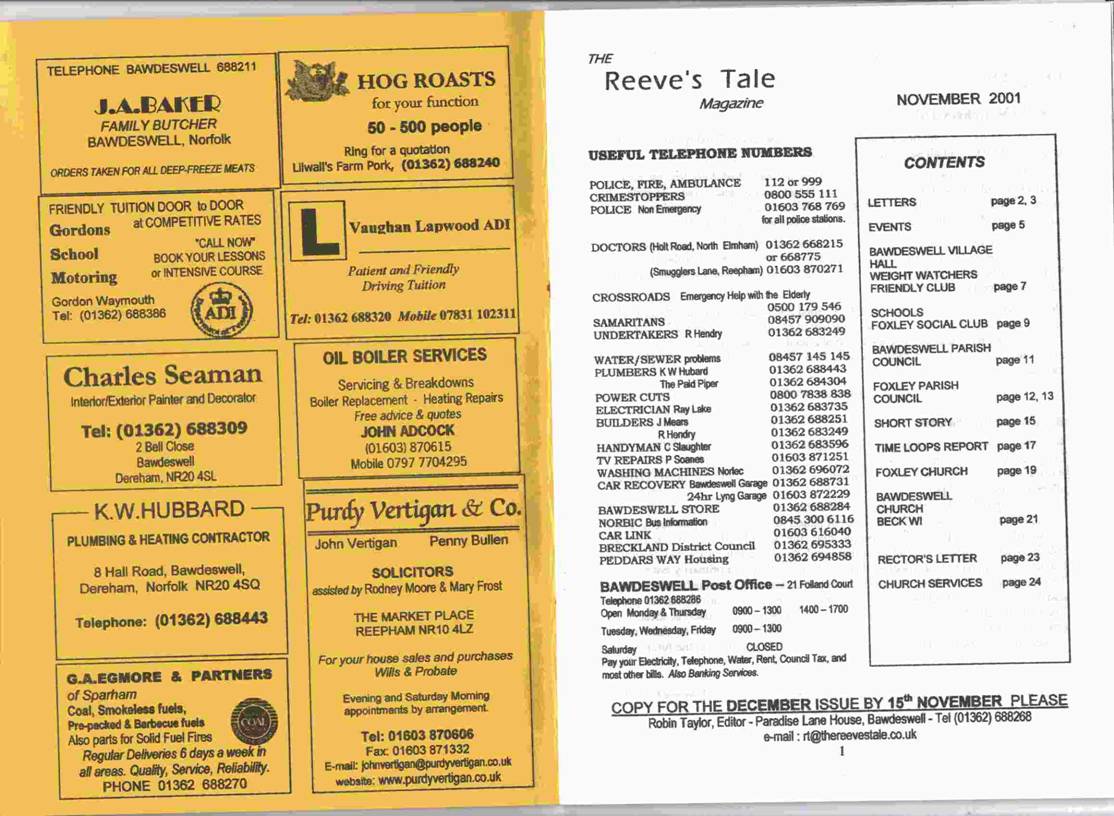 TELEPHONE BAWDESWELL 688211
J.A.BAKER
FAMILY BUTCHER
BAWDESWELL, Norfolk
ORDERS TAKEN FOR ALL DEEP-FREEZE MEATS
HOG ROASTS
for your function
50 - 500 people
Ring for a quotation
Lilwall's Farm Pork, (01362) 688240
FRIENDLY TUITION DOOR to DOOR
at COMPETITIVE RATES
Gordons
School
Motoring
"CALL NOW"
BOOK YOUR LESSONS
or INTENSIVE COURSE
Gordon Waymouth
Tel: (01362) 688386
ADI
L
Vaughan Lapwood ADI
Patient and Friendly
Driving Tuition
Tel: 01362 688320 Mobile 07831 102311
Charles Seaman
Interior/Exterior Painter and Decorator
Tel: (01362) 688309
2 Bell Close
Bawdeswell
Dereham, NR20 4SL
OIL BOILER SERVICES
Servicing & Breakdowns
Boiler Replacement - Heating Repairs
Free advice & quotes
JOHN ADCOCK
(01603) 870615
Mobile 0797 7704295
K.W.HUBBARD
PLUMBING & HEATING CONTRACTOR
8 Hall Road, Bawdeswell,
Dereham, Norfolk NR20 4SQ
Telephone: (01362) 688443
Purdy Vertigan & Co.
John Vertigan Penny Bullen
SOLICITORS
assisted by Rodney Moore & Mary Frost
THE MARKET PLACE
REEPHAM NR10 4LZ
For your house sales and purchases
Wills & Probate
Evening and Saturday Morning
appointments by arrangement.
Tel: 01603 870606
Fax: 01603 871332
E-mail: johnvertigan@purdyvertigan.co.uk
website: www.purdyvertigan.co.uk
G.A.EGMORE & PARTNERS
of Sparham
Coal, Smokeless fuels,
Pre-packed & Barbecue fuels
Also parts for Solid Fuel Fires
COAL
Regular Deliveries 6 days a week in
all areas. Quality, Service, Reliability.
PHONE 01362 688270
THE
Reeve's Tale
Magazine
NOVEMBER 2001
USEFUL TELEPHONE NUMBERS
POLICE, FIRE, AMBULANCE 112 or 999
CRIMESTOPPERS 0800 555 111
POLICE Non Emergency 01603 768 769
for all police stations.
DOCTORS (Holt Road, North Elmham) 01362 668215
or 668775
(Smugglers Lane, Reepham) 01603 870271
CROSSROADS Emergency Help with the Elderly
0500 179 546
SAMARITANS 08457 909090
UNDERTAKERS R Hendry 01362 683249
WATER/SEWER problems 08457 145 145
PLUMBERS K W Hubard 01362 688443
The Paid Piper 01362 684304
POWER CUTS 0800 7838 838
ELECTRICIAN Ray Lake 01362 683735
BUILDERS J Mears 01362 688251
R Hendry 01362 683249
HANDYMAN C Slaughter 01362 683596
TV REPAIRS P Soanes 01603 871251
WASHING MACHINES Nortec 01362 696072
CAR RECOVERY Bawdeswell Garage 01362 688731
24hr Lyng Garage 01603 872229
BAWDESWELL STORE 01362 688284
NORBIC Bus Information 0845 300 6116
CAR LINK 01603 616040
BRECKLAND District Council 01362 695333
PEDDARS WAY Housing 01362 694858
BAWDESWELL Post Office – 21 Folland Court
Telephone 01362 688286
Open Monday & Thursday 0900 – 1300 1400 – 1700
Tuesday, Wednesday, Friday 0900 – 1300
Saturday CLOSED
Pay your Electricity, Telephone, Water, Rent, Council Tax, and
most other bills. Also Banking Services.
CONTENTS
LETTERS page 2, 3
EVENTS page 5
BAWDESWELL VILLAGE
HALL
WEIGHT WATCHERS
FRIENDLY CLUB page 7
SCHOOLS
FOXLEY SOCIAL CLUB page 9
BAWDESWELL PARISH
COUNCIL page 11
FOXLEY PARISH
COUNCIL page 12, 13
SHORT STORY page 15
TIME LOOPS REPORT page 17
FOXLEY CHURCH page 19
BAWDESWELL
CHURCH
BECK WI page 21
RECTOR'S LETTER page 23
CHURCH SERVICES page 24
COPY FOR THE DECEMBER ISSUE BY 15th NOVEMBER PLEASE
Robin Taylor, Editor - Paradise Lane House, Bawdeswell - Tel (01362) 688268
e-mail : rt@thereevestale.co.uk
1